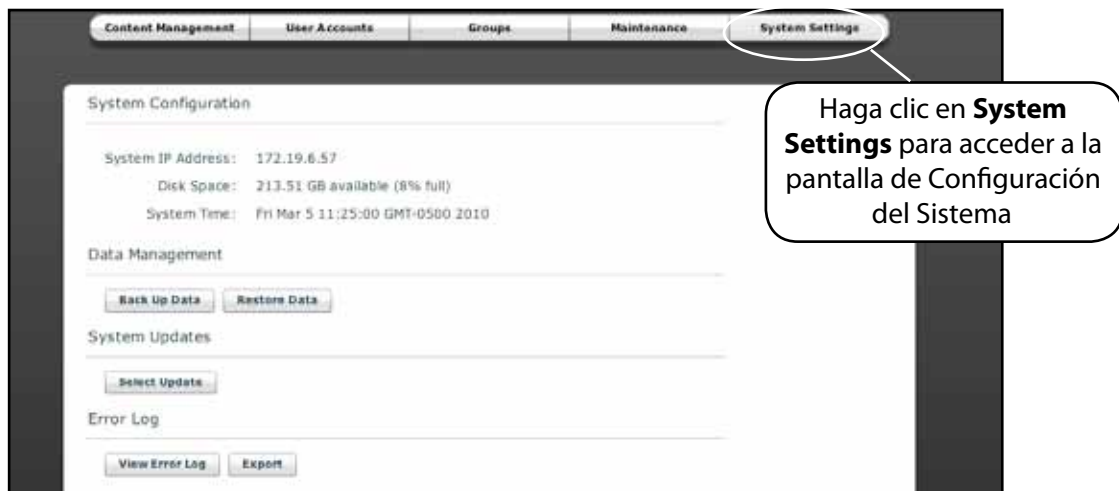 Content Management User Accounts Groups Maintenance System Settings
System Configuration
Haga clic en System
Settings para acceder a la
pantalla de Configuración
del Sistema
System IP Address: 172.19.6.57
Disk Space: 213.51 GB available (8% full)
System Time: Fri Mar 5 11:25:00 GMT-0500 2010
Data Management
Back Up Data Restore Data
System Updates
Select Update
Error Log
View Error Log Export